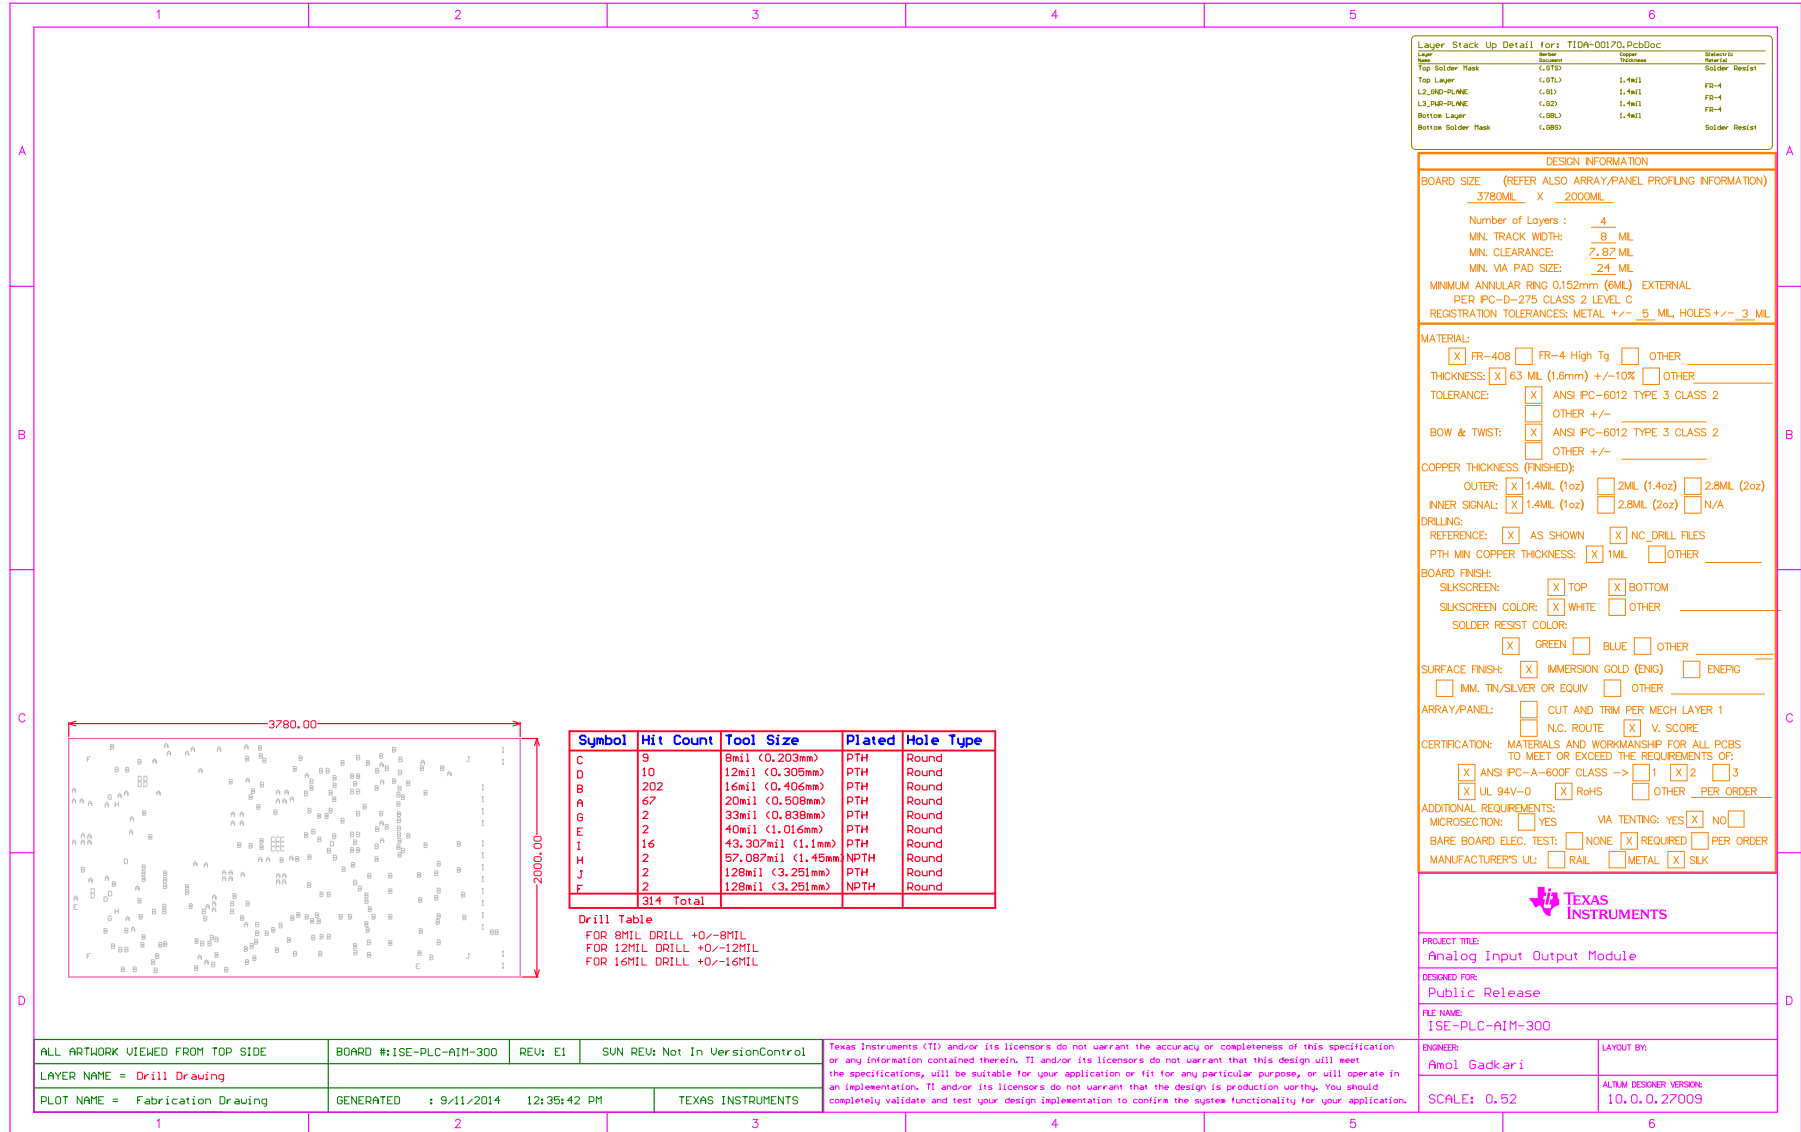 1 2 3 4 5 6
Layer Stack Up Detail for: TIDA-00170.PcbDoc
Layer Name Gerber Document Copper Thickness Dielectric Material
Top Solder Mask (.GTS) Solder Resist
Top Layer (.GTL) 1.4mil
FR-4
L2_GND-PLANE (.G1) 1.4mil
FR-4
L3_PWR-PLANE (.G2) 1.4mil
FR-4
Bottom Layer (.GBL) 1.4mil
Bottom Solder Mask (.GBS) Solder Resist
A A
DESIGN INFORMATION
BOARD SIZE (REFER ALSO ARRAY/PANEL PROFILING INFORMATION)
3780MIL X 2000MIL
Number of Layers : 4
MIN. TRACK WIDTH: 8 MIL
MIN. CLEARANCE: 7.87 MIL
MIN. VIA PAD SIZE: 24 MIL
MINIMUM ANNULAR RING 0.152mm (6MIL) EXTERNAL
PER IPC-D-275 CLASS 2 LEVEL C
REGISTRATION TOLERANCES: METAL +/- 5 MIL, HOLES +/- 3 MIL
MATERIAL:
X FR-408 FR-4 High Tg OTHER
THICKNESS: X 63 MIL (1.6mm) +/-10% OTHER
TOLERANCE: X ANSI IPC-6012 TYPE 3 CLASS 2
OTHER +/-
B B
BOW & TWIST: X ANSI IPC-6012 TYPE 3 CLASS 2
OTHER +/-
COPPER THICKNESS (FINISHED):
OUTER: X 1.4MIL (1oz) 2MIL (1.4oz) 2.8MIL (2oz)
INNER SIGNAL: X 1.4MIL (1oz) 2.8MIL (2oz) N/A
DRILLING:
REFERENCE: X AS SHOWN X NC_DRILL FILES
PTH MIN COPPER THICKNESS: X 1MIL OTHER
BOARD FINISH:
SILKSCREEN: X TOP X BOTTOM
SILKSCREEN COLOR: X WHITE OTHER
SOLDER RESIST COLOR:
X GREEN BLUE OTHER
SURFACE FINISH: X IMMERSION GOLD (ENIG) ENEPIG
IMM. TIN/SILVER OR EQUIV OTHER
ARRAY/PANEL: CUT AND TRIM PER MECH LAYER 1
C C
N.C. ROUTE X V. SCORE
CERTIFICATION: MATERIALS AND WORKMANSHIP FOR ALL PCBS
TO MEET OR EXCEED THE REQUIREMENTS OF:
X ANSI IPC-A-600F CLASS -> 1 X 2 3
X UL 94V-0 X RoHS OTHER PER ORDER
ADDITIONAL REQUIREMENTS:
MICROSECTION: YES VIA TENTING: YES X NO
BARE BOARD ELEC. TEST: NONE X REQUIRED PER ORDER
MANUFACTURER'S UL: RAIL METAL X SILK
3780.00
2000.00
Symbol Hit Count Tool Size Plated Hole Type
C 9 8mil (0.203mm) PTH Round
D 10 12mil (0.305mm) PTH Round
B 202 16mil (0.406mm) PTH Round
A 67 20mil (0.508mm) PTH Round
G 2 33mil (0.838mm) PTH Round
E 2 40mil (1.016mm) PTH Round
I 16 43.307mil (1.1mm) PTH Round
H 2 57.087mil (1.45mm) NPTH Round
J 2 128mil (3.251mm) PTH Round
F 2 128mil (3.251mm) NPTH Round
314 Total
Drill Table
FOR 8MIL DRILL +0/-8MIL
FOR 12MIL DRILL +0/-12MIL
FOR 16MIL DRILL +0/-16MIL
TEXAS
INSTRUMENTS
PROJECT TITLE:
Analog Input Output Module
DESIGNED FOR:
Public Release
D D
FILE NAME:
ISE-PLC-AIM-300
ENGINEER:
Amol Gadkari
LAYOUT BY:
SCALE: 0.52
ALTIUM DESIGNER VERSION:
10.0.0.27009
ALL ARTWORK VIEWED FROM TOP SIDE
BOARD #:ISE-PLC-AIM-300 REV: E1 SVN REV: Not In VersionControl
LAYER NAME = Drill Drawing
PLOT NAME = Fabrication Drawing
GENERATED : 9/11/2014 12:35:42 PM TEXAS INSTRUMENTS
Texas Instruments (TI) and/or its licensors do not warrant the accuracy or completeness of this specification
or any information contained therein. TI and/or its licensors do not warrant that this design will meet
the specifications, will be suitable for your application or fit for any particular purpose, or will operate in
an implementation. TI and/or its licensors do not warrant that the design is production worthy. You should
completely validate and test your design implementation to confirm the system functionality for your application.
1 2 3 4 5 6